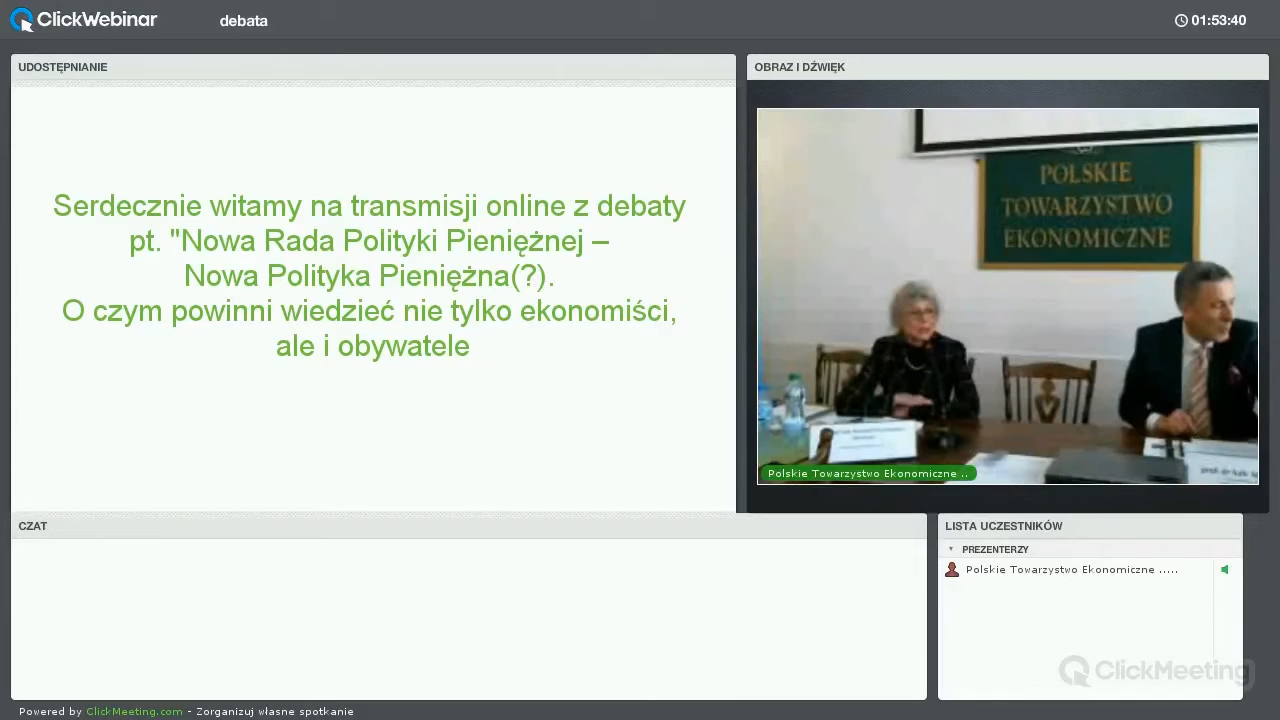 ClickWebinar
debata
01:53:40
UDOSTĘPNIANIE
Serdecznie witamy na transmisji online z debaty
pt. "Nowa Rada Polityki Pieniężnej –
Nowa Polityka Pieniężna(?).
O czym powinni wiedzieć nie tylko ekonomiści,
ale i obywatele
OBRAZ I DŹWIĘK
POLSKIE
TOWARZYSTWO
EKONOMICZNE
Polskie Towarzystwo Ekonomiczne ..
CZAT
LISTA UCZESTNIKÓW
PREZENTERZY
Polskie Towarzystwo Ekonomiczne .....
ClickMeeting
Powered by ClickMeeting.com - Zorganizuj własne spotkanie